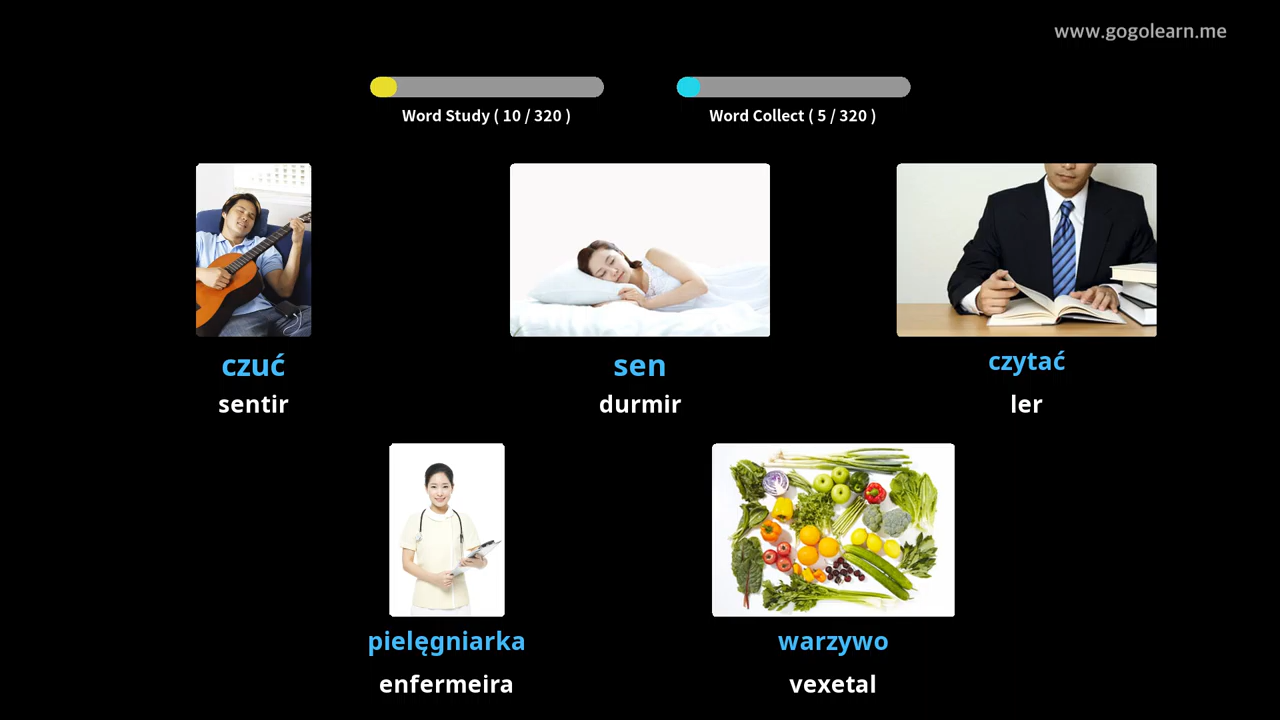 www.gogolearn.me
Word Study ( 10 / 320 )
Word Collect ( 5 / 320 )
czuć
sentir
sen
durmir
czytać
ler
pielęgniarka
enfermeira
warzywo
vexetal